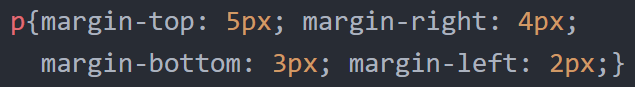 p{margin-top: 5px; margin-right: 4px;
margin-bottom: 3px; margin-left: 2px;}